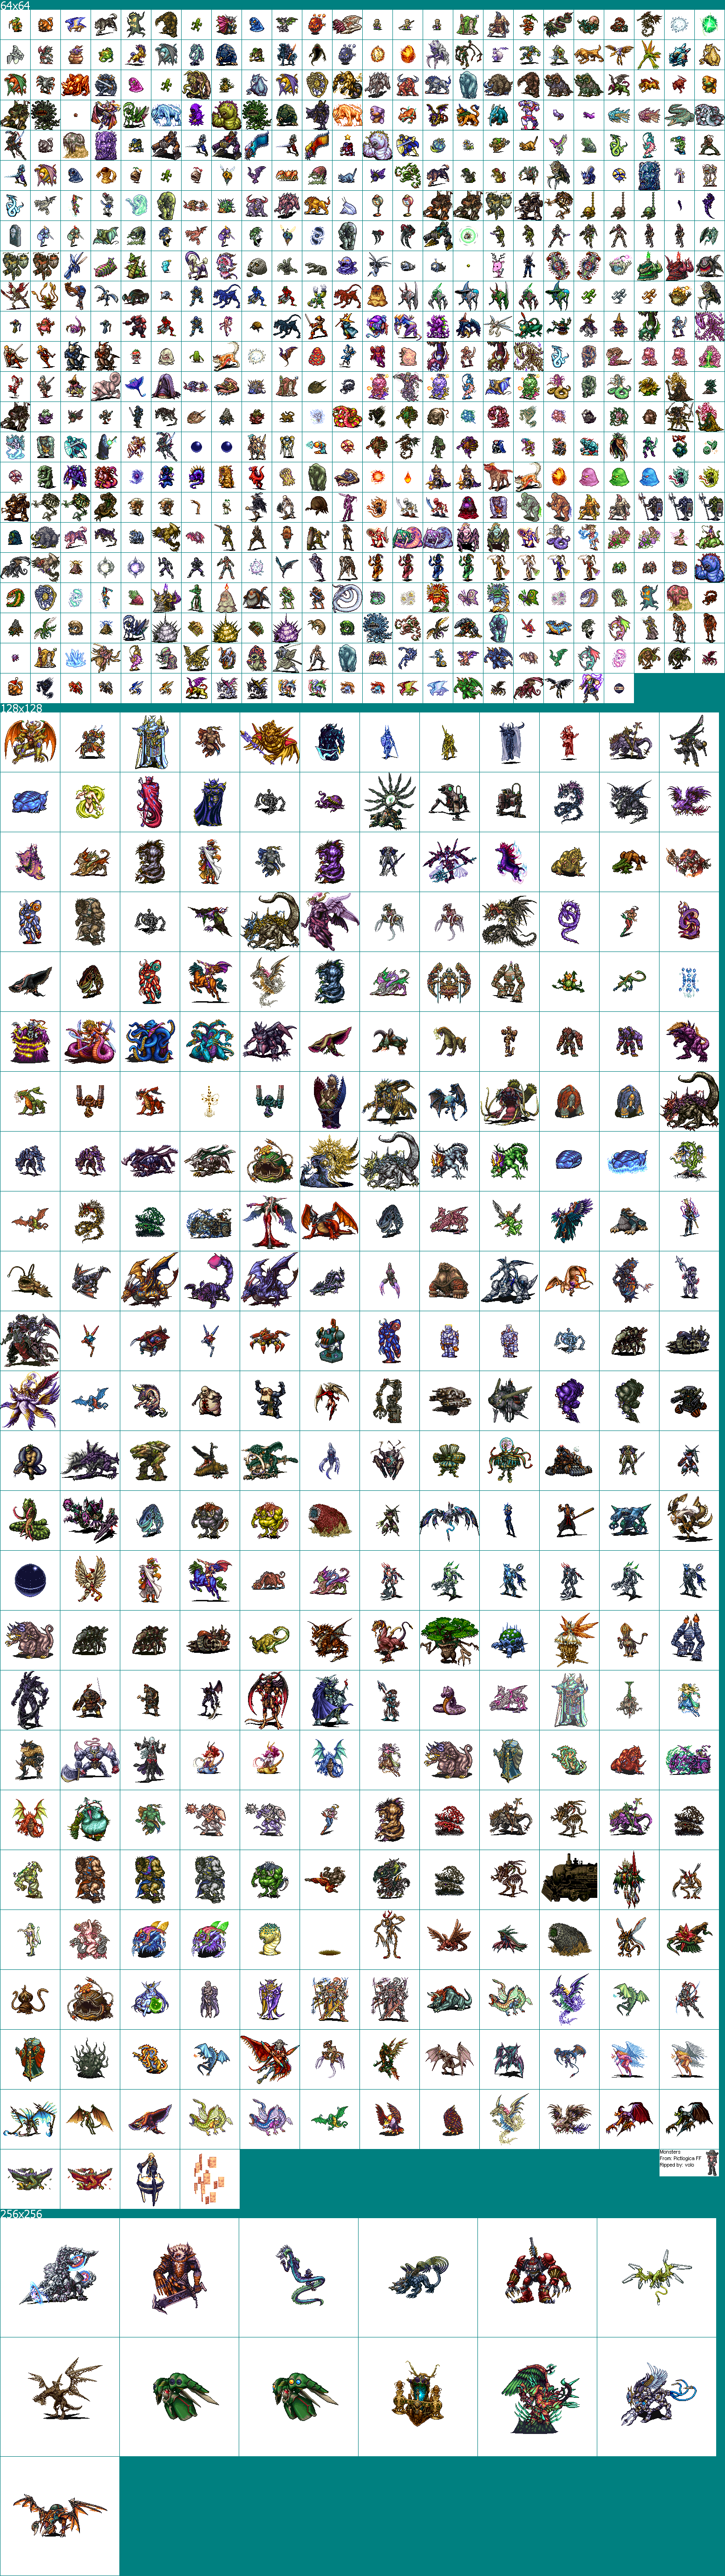 64x64
128x128
Monsters
From: Pictlogica FF
Ripped by: volo
256x256